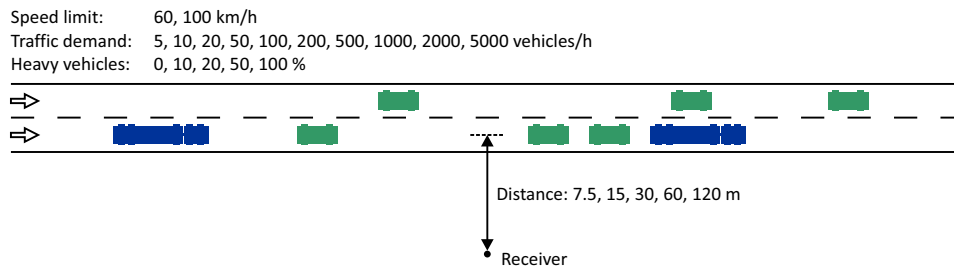 Speed limit: 60, 100 km/h
Traffic demand: 5, 10, 20, 50, 100, 200, 500, 1000, 2000, 5000 vehicles/h
Heavy vehicles: 0, 10, 20, 50, 100 %
Distance: 7.5, 15, 30, 60, 120 m
Receiver